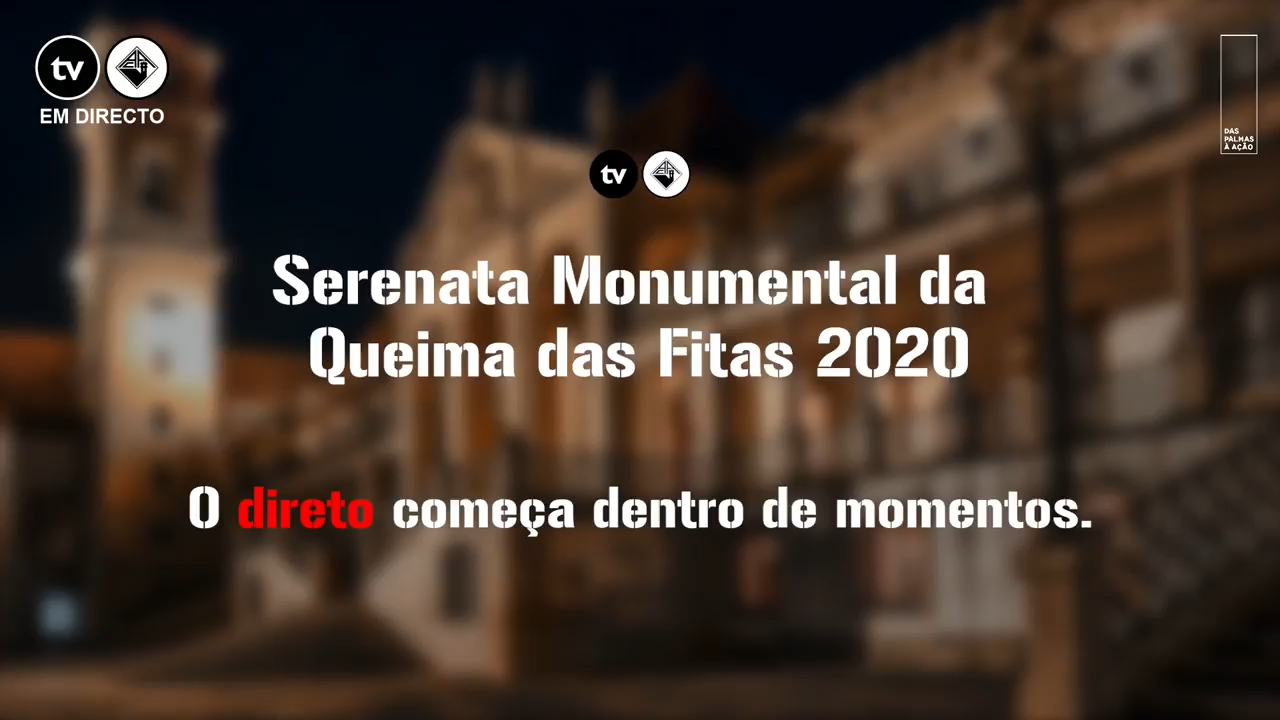 tv
EM DIRECTO
DAS
PALMAS
À AÇÃO
tv
Serenata Monumental da
Queima das Fitas 2020
O direto começa dentro de momentos.